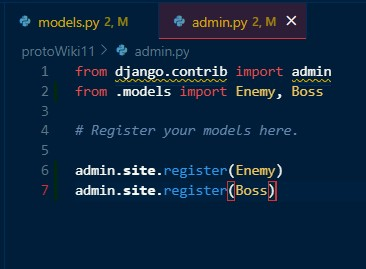 models.py 2, M
admin.py 2, M
protoWiki11 > admin.py
1 from django.contrib import admin
2 from .models import Enemy, Boss
3
4 # Register your models here.
5
6 admin.site.register(Enemy)
7 admin.site.register(Boss)